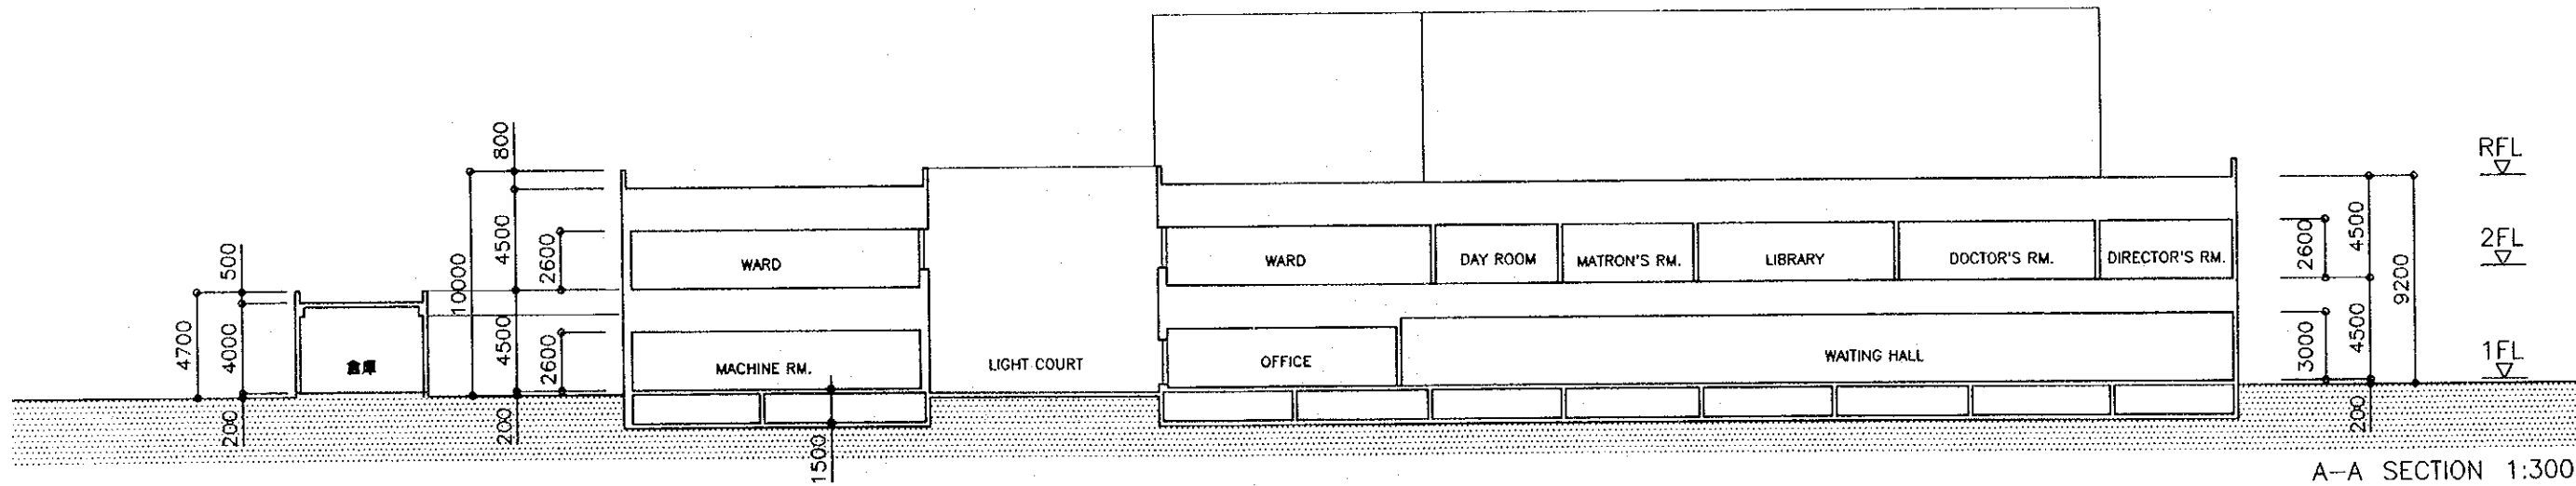 800
RFL
4500
2600
10000
500
4700
4000
倉庫
200
4500
2600
200
1500
WARD
MACHINE RM.
LIGHT COURT
WARD
DAY ROOM
MATRON'S RM.
LIBRARY
DOCTOR'S RM.
DIRECTOR'S RM.
OFFICE
WAITING HALL
2600
4500
9200
3000
4500
200
2FL
1FL
A-A SECTION 1:300